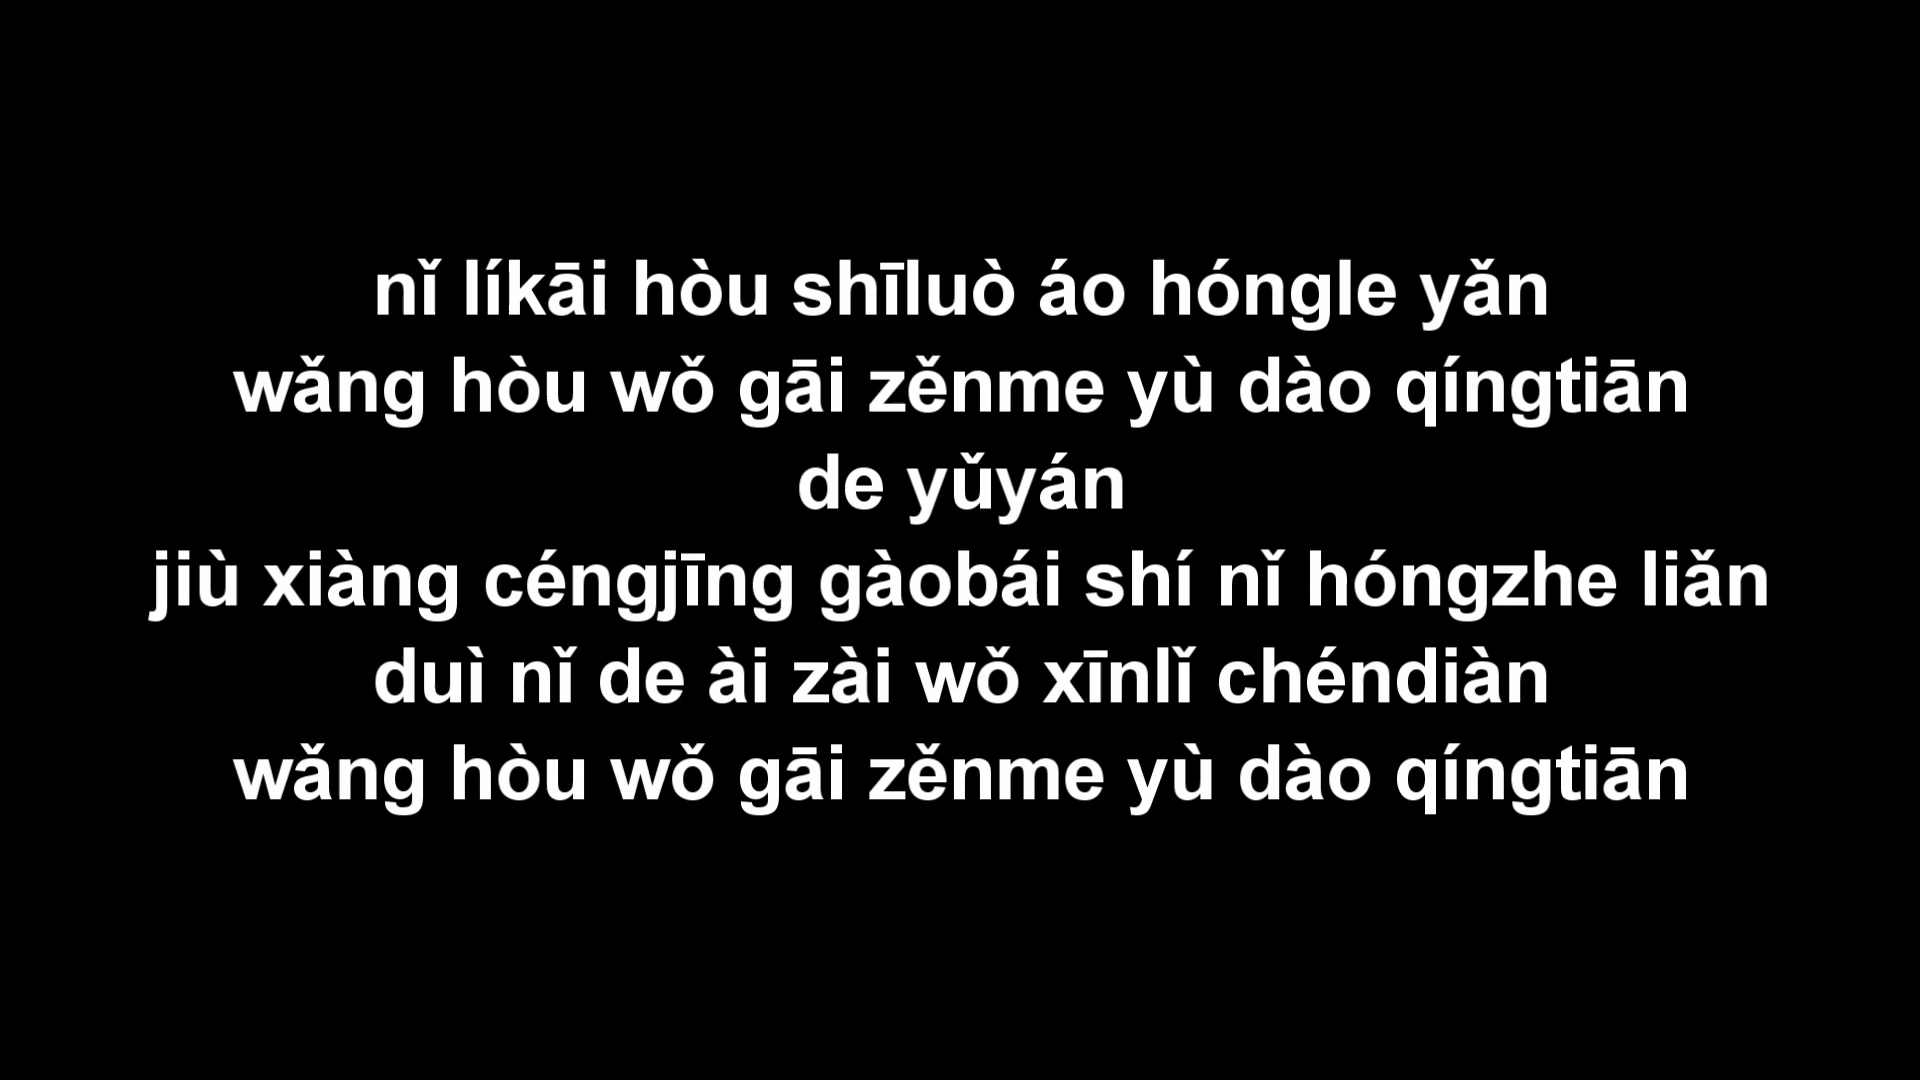 nǐ líkāi hòu shīluò áo hóngle yǎn
wǎng hòu wǒ gāi zěnme yù dào qíngtiān
de yǔyán
jiù xiàng céngjīng gàobái shí nǐ hóngzhe liǎn
duì nǐ de ài zài wǒ xīnlǐ chéndiàn
wǎng hòu wǒ gāi zěnme yù dào qíngtiān